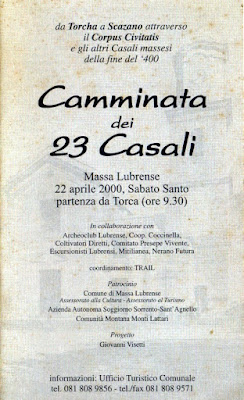 da Torcha a Scazano attraverso
il Corpus Civitatis
e gli altri Casali massesi
della fine del '400
Camminata
dei
23 Casali
Massa Lubrense
22 aprile 2000, Sabato Santo
partenza da Torca (ore 9.30)
In collaborazione con
Archeoclub Lubrense, Coop. Coccinella,
Coltivatori Diretti, Comitato Presepe Vivente,
Escursionisti Lubrensi, Mitilianea, Nerano Futura
coordinamento: TRAIL
Patrocinio
Comune di Massa Lubrense
Assessorato alla Cultura - Assessorato al Turismo
Azienda Autonoma Soggiorno Sorrento-Sant'Agnello
Comunità Montana Monti Lattari
Progetto
Giovanni Visetti
informazioni: Ufficio Turistico Comunale
tel. 081 808 9856 - tel./fax 081 808 9571